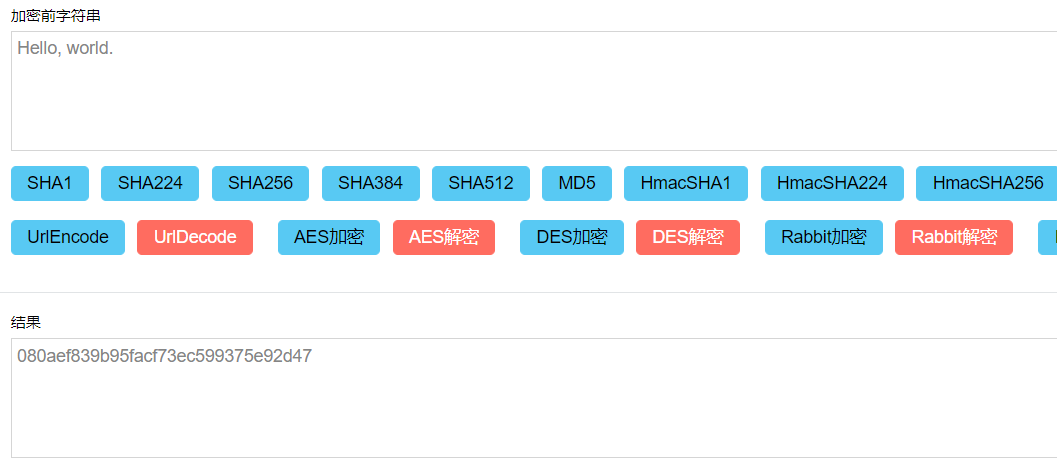 加密前字符串
Hello, world.
SHA1 SHA224 SHA256 SHA384 SHA512 MD5 HmacSHA1 HmacSHA224 HmacSHA256
UrlEncode UrlDecode AES加密 AES解密 DES加密 DES解密 Rabbit加密 Rabbit解密
结果
080aef839b95facf73ec599375e92d47